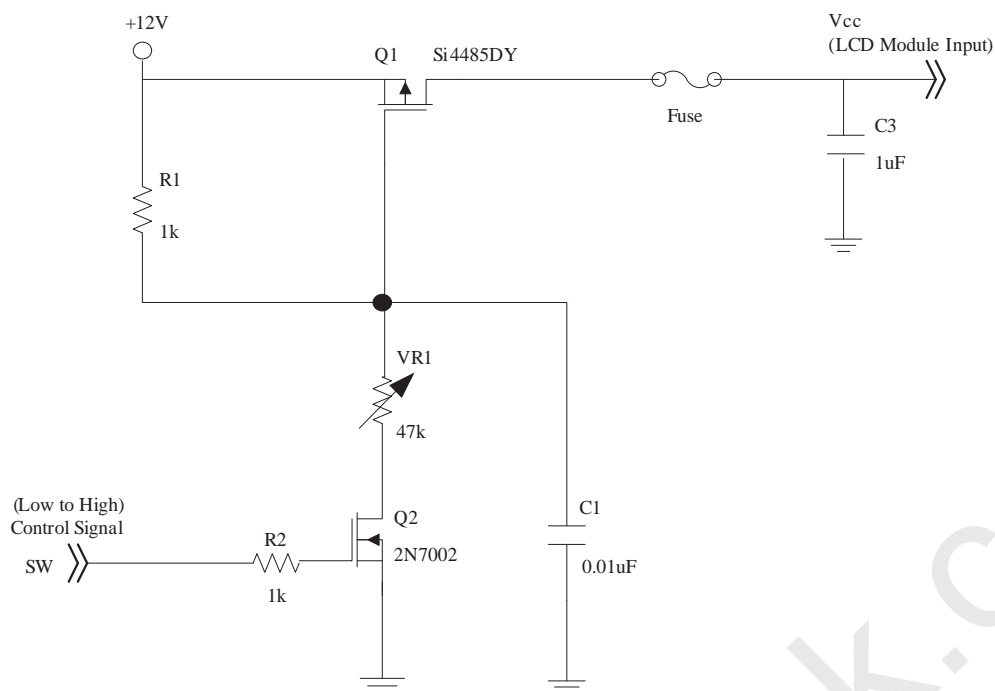 +12V
Q1
Si4485DY
Vcc
(LCD Module Input)
Fuse
C3
1uF
R1
1k
VR1
47k
(Low to High)
Control Signal
SW
R2
1k
Q2
2N7002
C1
0.01uF
k.c